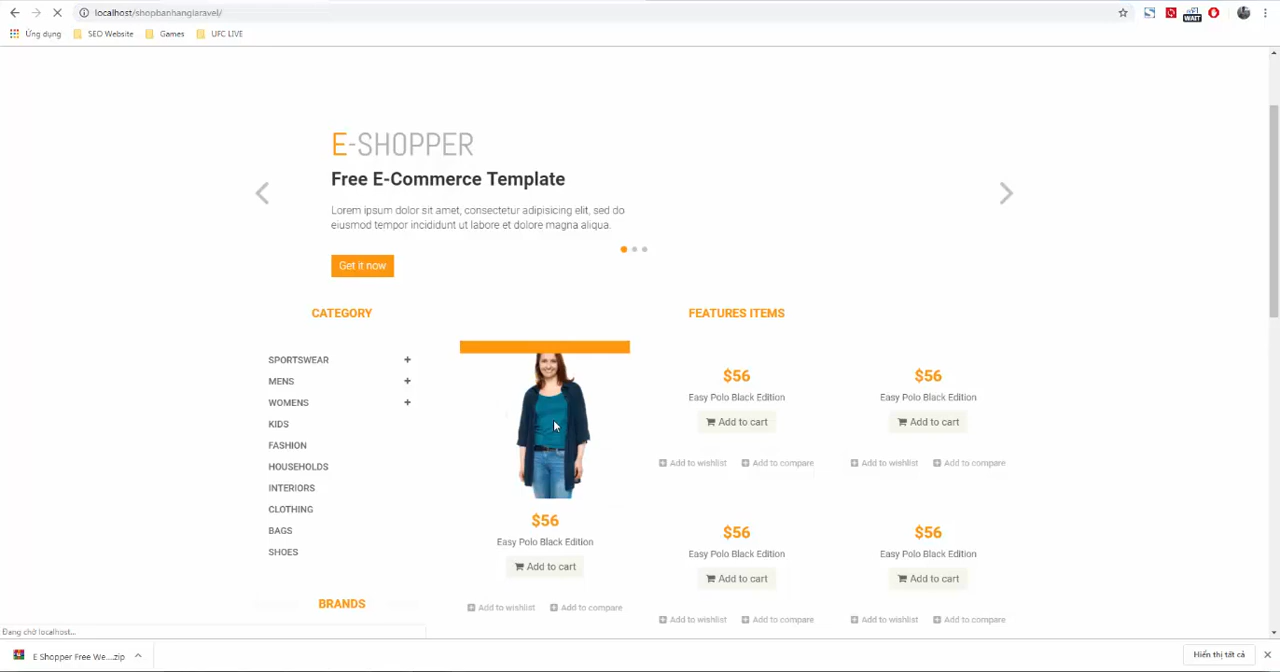 localhost/shopbanhanglaravel/
Ứng dụng SEO Website Games UFC LIVE
WAIT
E-SHOPPER
Free E-Commerce Template
Lorem ipsum dolor sit amet, consectetur adipisicing elit, sed do
eiusmod tempor incididunt ut labore et dolore magna aliqua.
Get it now
CATEGORY
SPORTSWEAR
MENS
WOMENS
KIDS
FASHION
HOUSEHOLDS
INTERIORS
CLOTHING
BAGS
SHOES
BRANDS
FEATURES ITEMS
$56
Easy Polo Black Edition
Add to cart
Add to wishlist Add to compare
$56
Easy Polo Black Edition
Add to cart
Add to wishlist Add to compare
$56
Easy Polo Black Edition
Add to cart
Add to wishlist Add to compare
$56
Easy Polo Black Edition
Add to cart
Add to wishlist Add to compare
$56
Easy Polo Black Edition
Add to cart
Add to wishlist Add to compare
Đang chờ localhost...
E Shopper Free We....zip
Hiển thị tất cả